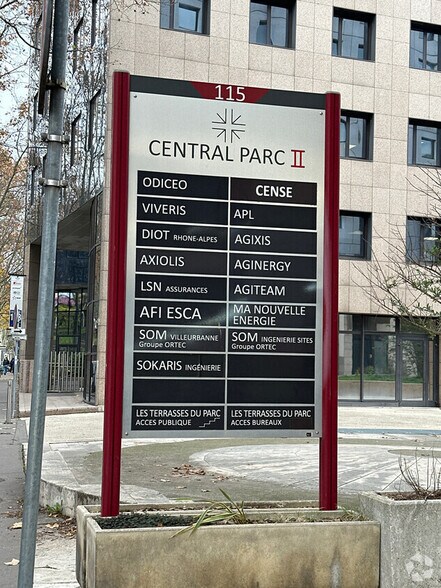 115
CENTRAL PARC II
ODICEO
CENSE
VIVERIS
APL
DIOT RHONE-ALPES
AGIXIS
AXIOLIS
AGINERGY
LSN ASSURANCES
AGITEAM
AFI ESCA
MA NOUVELLE
ENERGIE
SOM VILLEURBANNE
Groupe ORTEC
SOM INGENIERIE SITES
Groupe ORTEC
SOKARIS INGÉNIERIE
LES TERRASSES DU PARC
ACCES PUBLIQUE
LES TERRASSES DU PARC
ACCES BUREAUX